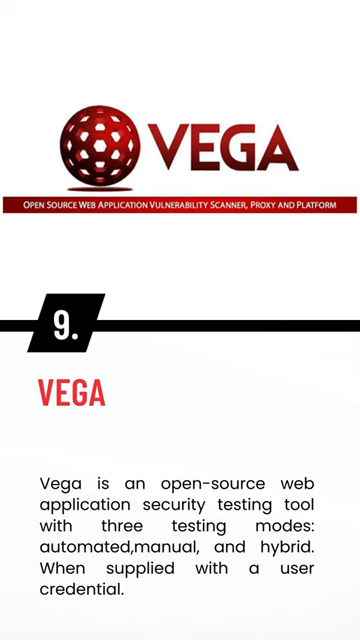 VEGA
OPEN SOURCE WEB APPLICATION VULNERABILITY SCANNER, PROXY AND PLATFORM
9.
VEGA
Vega is an open-source web
application security testing tool
with three testing modes:
automated,manual, and hybrid.
When supplied with a user
credential.